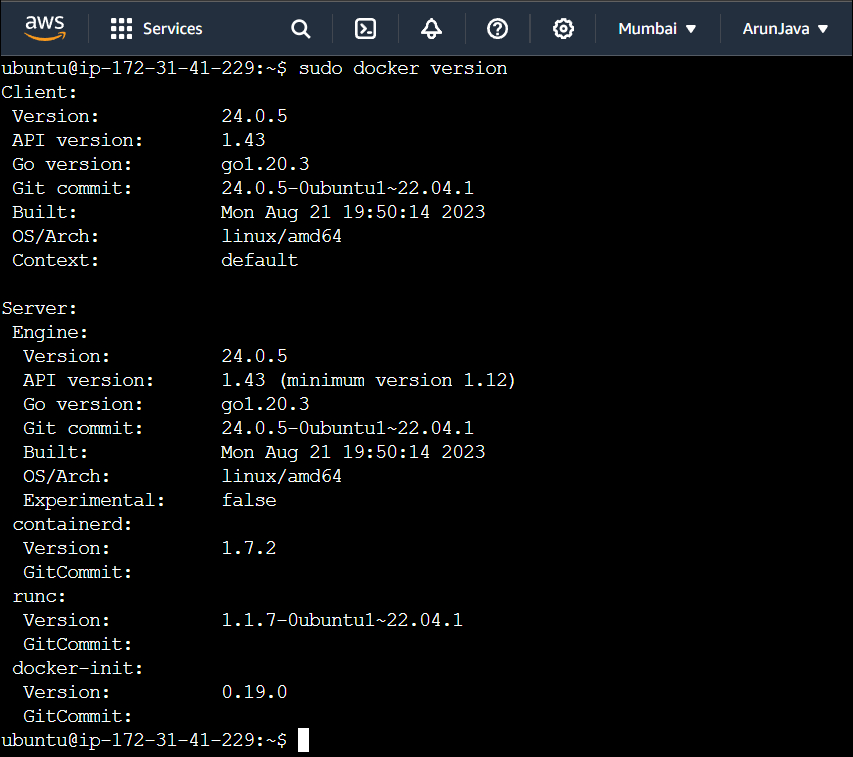 aws Services Mumbai ▼ ArunJava ▼
ubuntu@ip-172-31-41-229:~$ sudo docker version
Client:
 Version:           24.0.5
 API version:       1.43
 Go version:        go1.20.3
 Git commit:        24.0.5-0ubuntu1~22.04.1
 Built:             Mon Aug 21 19:50:14 2023
 OS/Arch:           linux/amd64
 Context:           default

Server:
 Engine:
  Version:          24.0.5
  API version:      1.43 (minimum version 1.12)
  Go version:       go1.20.3
  Git commit:       24.0.5-0ubuntu1~22.04.1
  Built:            Mon Aug 21 19:50:14 2023
  OS/Arch:          linux/amd64
  Experimental:     false
 containerd:
  Version:          1.7.2
  GitCommit:
 runc:
  Version:          1.1.7-0ubuntu1~22.04.1
  GitCommit:
 docker-init:
  Version:          0.19.0
  GitCommit:
ubuntu@ip-172-31-41-229:~$